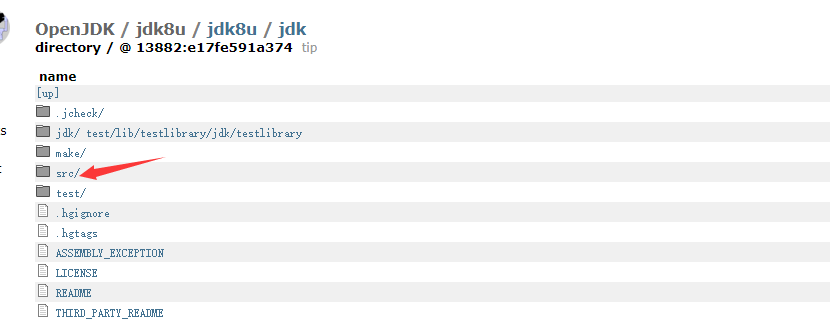 OpenJDK / jdk8u / jdk8u / jdk
directory / @ 13882:e17fe591a374 tip
name
[up]
.jcheck/
jdk/ test/lib/testlibrary/jdk/testlibrary
make/
src/
test/
.hgignore
.hgtags
ASSEMBLY_EXCEPTION
LICENSE
README
THIRD_PARTY_README